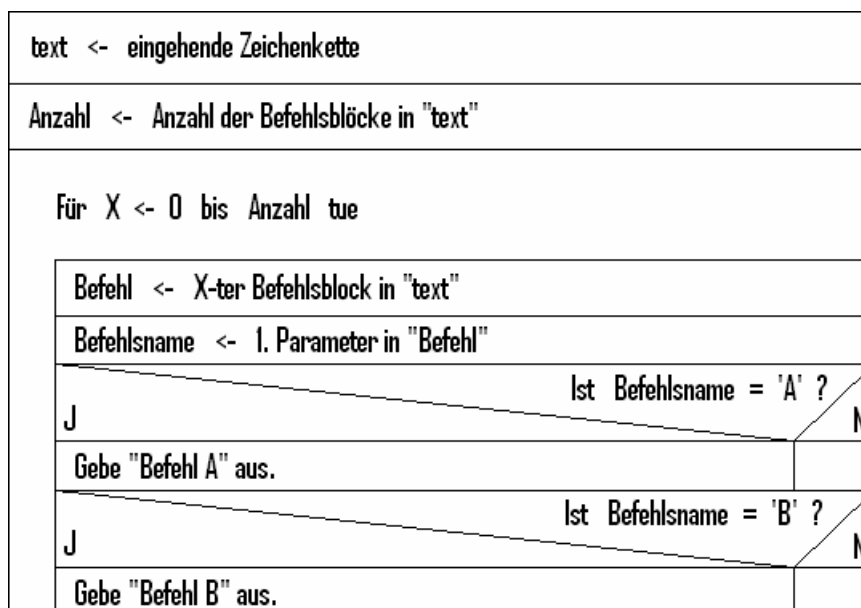 text <- eingehende Zeichenkette
Anzahl <- Anzahl der Befehlsblöcke in "text"
Für X <- 0 bis Anzahl tue
Befehl <- X-ter Befehlsblock in "text"
Befehlsname <- 1. Parameter in "Befehl"
Ist Befehlsname = 'A' ?
J N
Gebe "Befehl A" aus.
Ist Befehlsname = 'B' ?
J N
Gebe "Befehl B" aus.